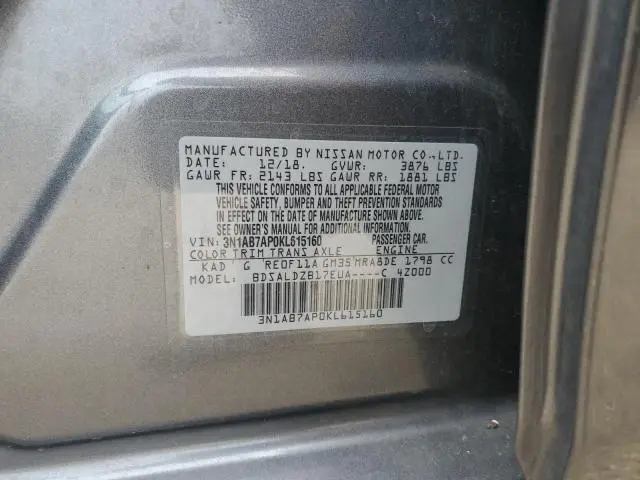 MANUFACTURED BY NISSAN MOTOR CO.,LTD.
DATE: 12/18. GVWR: 3876 LBS
GAWR FR: 2143 LBS GAWR RR: 1881 LBS
THIS VEHICLE CONFORMS TO ALL APPLICABLE FEDERAL MOTOR
VEHICLE SAFETY, BUMPER AND THEFT PREVENTION STANDARDS
IN EFFECT ON THE DATE OF MANUFACTURE SHOWN ABOVE.
SEE OWNER'S MANUAL FOR ADDITIONAL INFORMATION.
VIN: 3N1AB7AP0KL615160 PASSENGER CAR.
COLOR TRIM TRANS AXLE ENGINE
KAD G RE0F11A GM35 MRA8DE 1798 CC
MODEL: BDSALDZB17EUA----C 4Z000
3N1AB7AP0KL615160